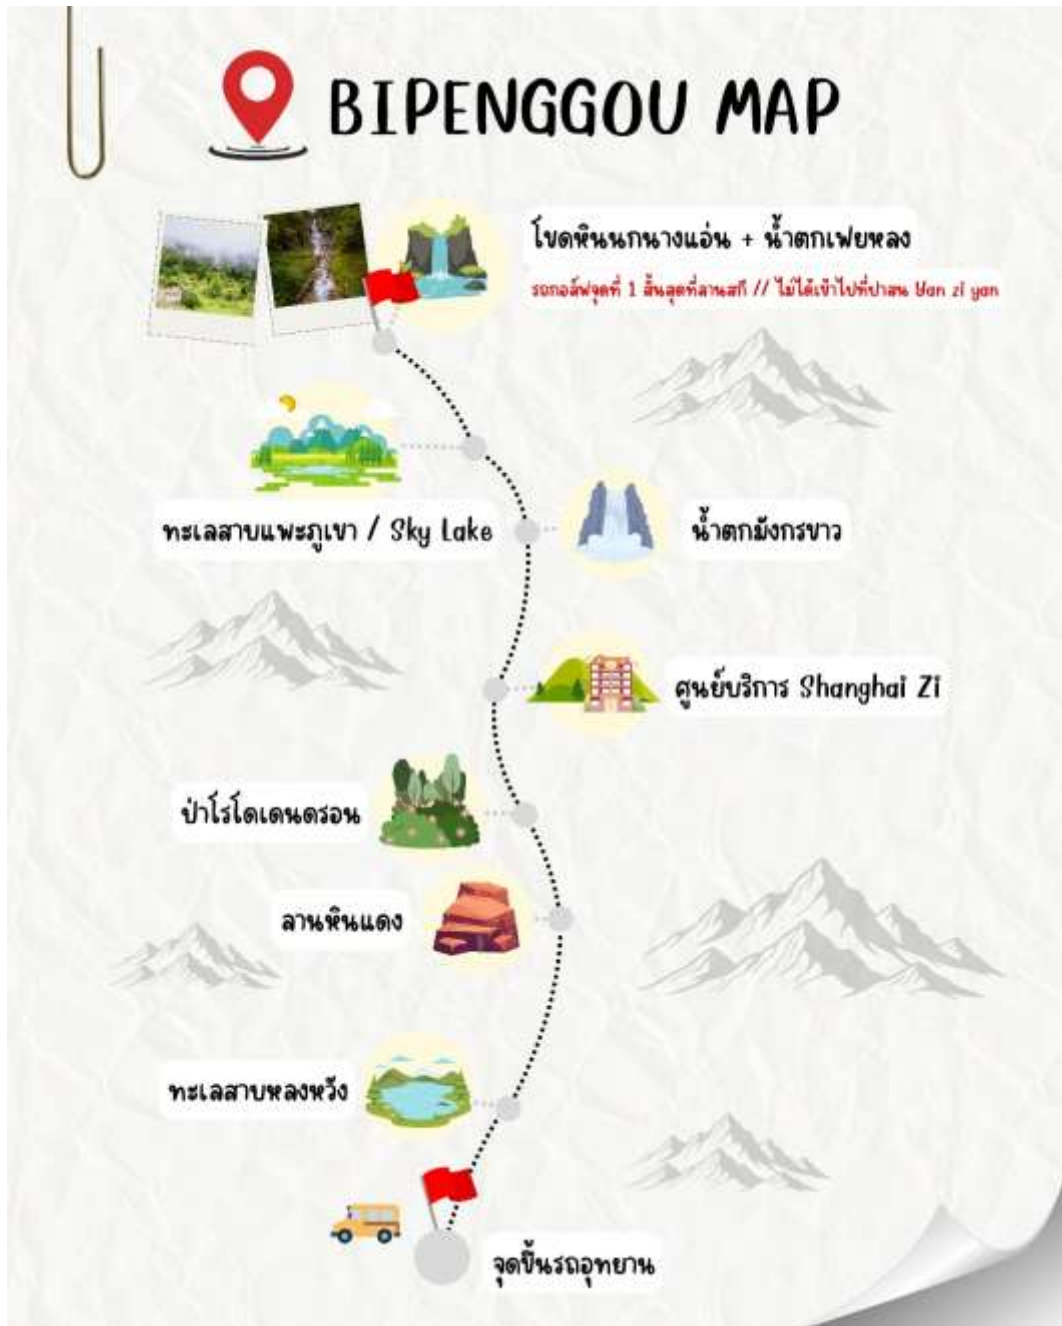 BIPENGGOU MAP
โขดหินนกนางแอ่น + น้ำตกเฟยหลง
รถกอล์ฟจุดที่ 1 สิ้นสุดที่ลานสกี // ไม่ได้เข้าไปที่ปาสน Yan zi yan
ทะเลสาบแพะภูเขา / Sky Lake
น้ำตกมังกรขาว
ศูนย์บริการ Shanghai Zi
ป่าโรโดเดนดรอน
ลานหินแดง
ทะเลสาบหลงหวัง
จุดขึ้นรถอุทยาน